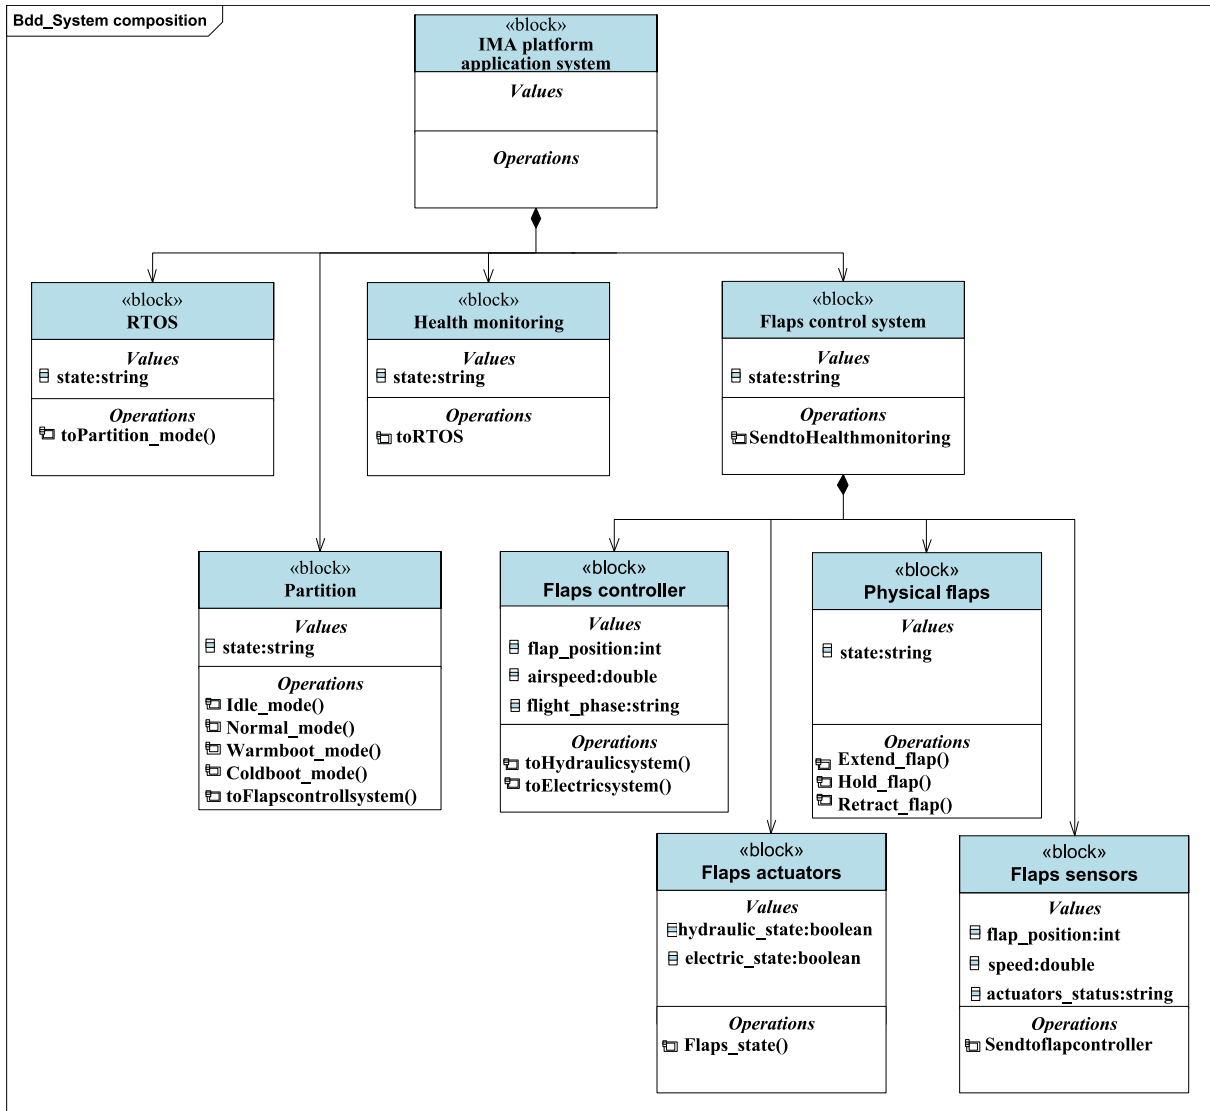 Bdd_System composition
«block»
IMA platform
application system
Values
Operations
«block»
RTOS
Values
state:string
Operations
toPartition_mode()
«block»
Health monitoring
Values
state:string
Operations
toRTOS
«block»
Flaps control system
Values
state:string
Operations
SendtoHealthmonitoring
«block»
Partition
Values
state:string
Operations
Idle_mode()
Normal_mode()
Warmboot_mode()
Coldboot_mode()
toFlapscontrollsystem()
«block»
Flaps controller
Values
flap_position:int
airspeed:double
flight_phase:string
Operations
toHydraulicsystem()
toElectricsystem()
«block»
Physical flaps
Values
state:string
Operations
Extend_flap()
Hold_flap()
Retract_flap()
«block»
Flaps actuators
Values
hydraulic_state:boolean
electric_state:boolean
Operations
Flaps_state()
«block»
Flaps sensors
Values
flap_position:int
speed:double
actuators_status:string
Operations
Sendtoflapcontroller